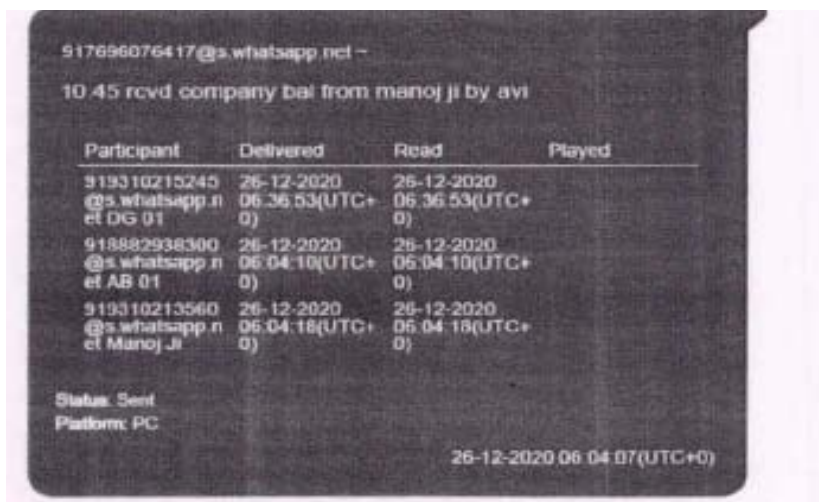 917696076417@s.whatsapp.net ~
10.45 rcvd company bal from manoj ji by avi
Participant Delivered Read Played
919310215245 26-12-2020 26-12-2020
@s.whatsapp.n 06:36:53(UTC+ 06:36:53(UTC+
et DG 01 0) 0)
918882938300 26-12-2020 26-12-2020
@s.whatsapp.n 06:04:10(UTC+ 06:04:10(UTC+
et AB 01 0) 0)
919310213560 26-12-2020 26-12-2020
@s.whatsapp.n 06:04:18(UTC+ 06:04:18(UTC+
et Manoj Ji 0) 0)
Status: Sent
Platform: PC
26-12-2020 06:04:07(UTC+0)